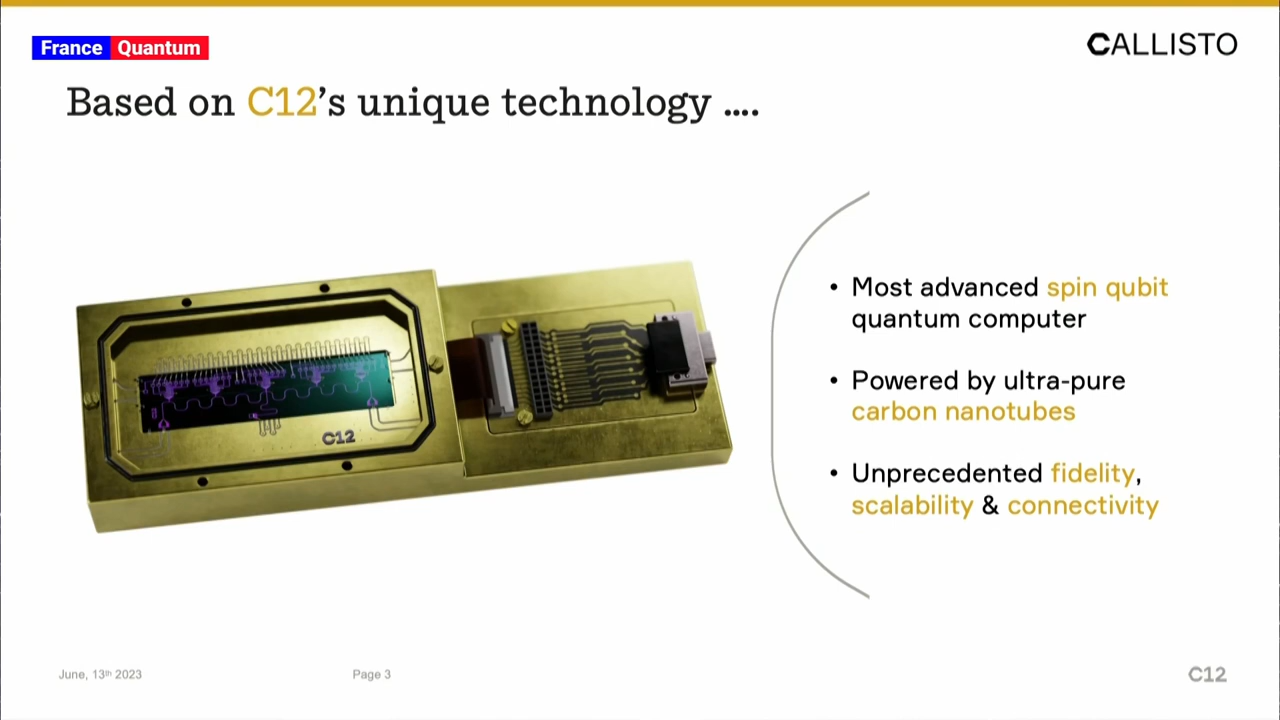 France Quantum
CALLISTO
Based on C12's unique technology ....
C12
• Most advanced spin qubit
quantum computer
• Powered by ultra-pure
carbon nanotubes
• Unprecedented fidelity,
scalability & connectivity
June, 13th 2023
Page 3
C12